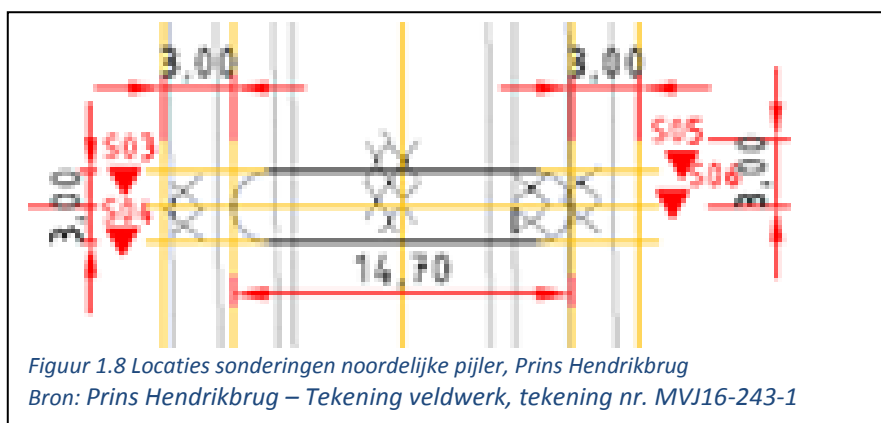 3,00
3,00
S03
S05
S06
3,00
3,00
S04
14,70
Figuur 1.8 Locaties sonderingen noordelijke pijler, Prins Hendrikbrug
Bron: Prins Hendrikbrug – Tekening veldwerk, tekening nr. MVJ16-243-1